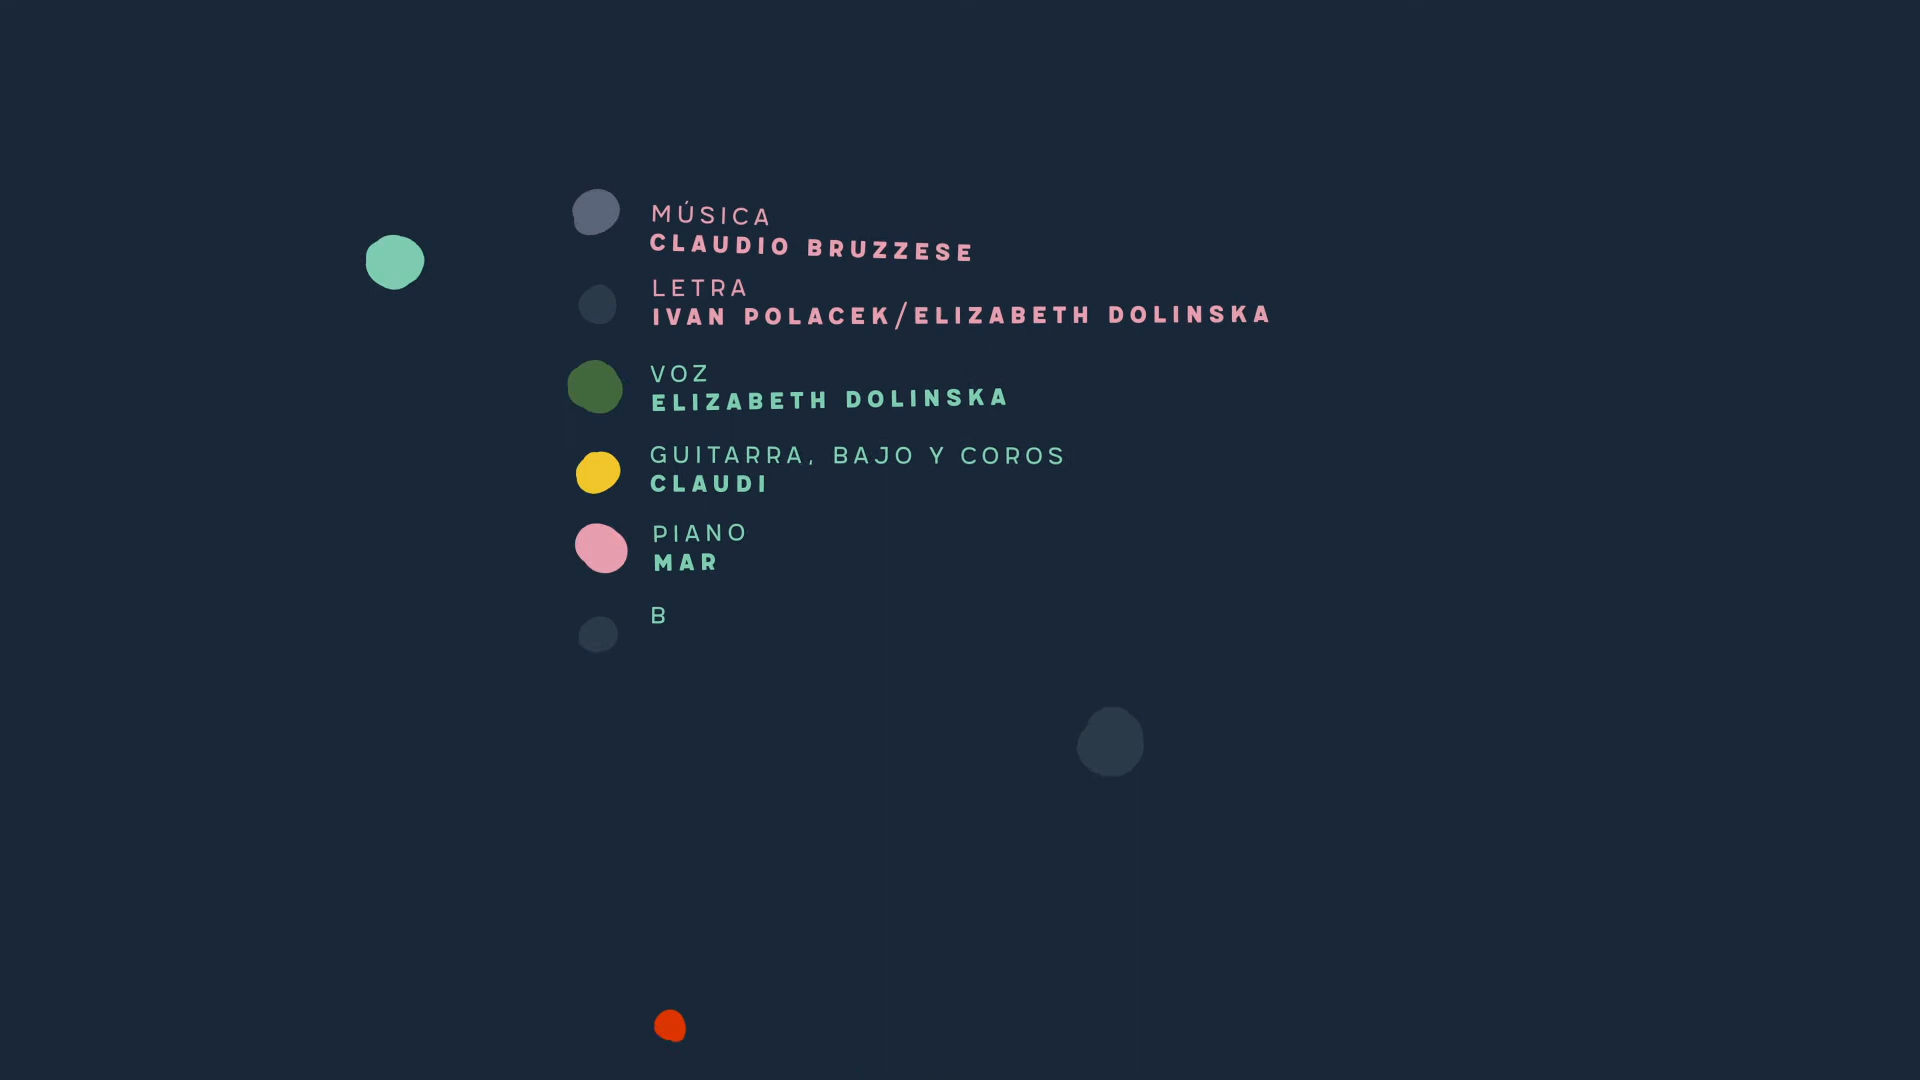 MÚSICA
CLAUDIO BRUZZESE
LETRA
IVAN POLACEK/ELIZABETH DOLINSKA
VOZ
ELIZABETH DOLINSKA
GUITARRA, BAJO Y COROS
CLAUDI
PIANO
MAR
B